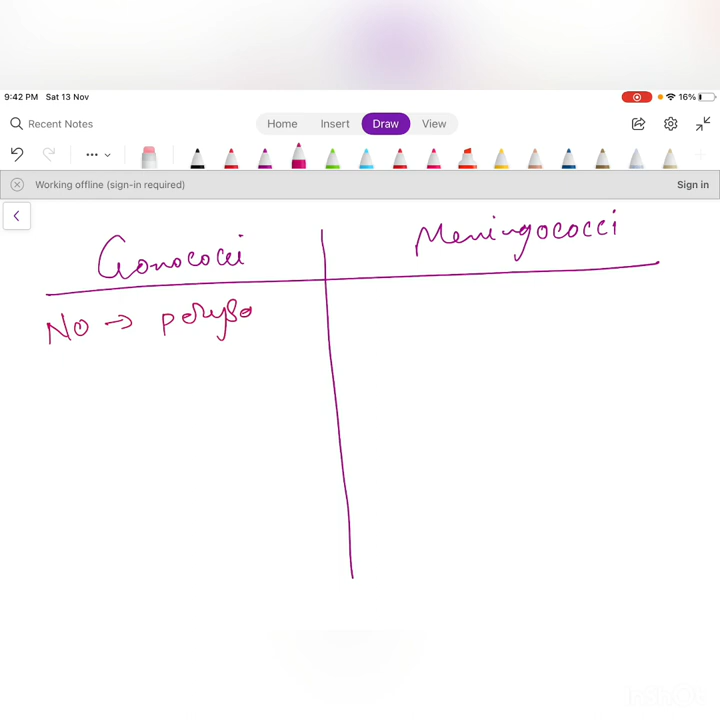 9:42 PM Sat 13 Nov 16%
Recent Notes Home Insert Draw View
Working offline (sign-in required) Sign in
Gonococci Meningococci
No → polysa